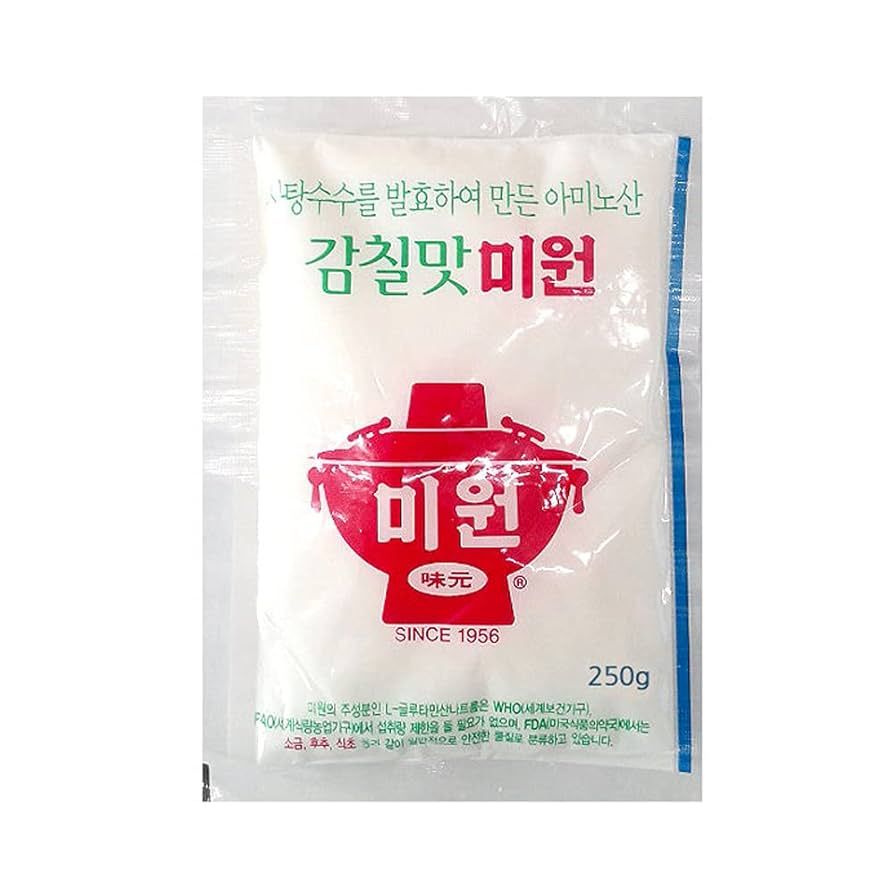 사탕수수를 발효하여 만든 아미노산
감칠맛 미원
미원
味元 ®
SINCE 1956
250g
미원의 주성분인 L-글루타민산나트륨은 WHO(세계보건기구),
FAO(세계식량농업기구)에서 섭취량 제한을 둘 필요가 없으며, FDA(미국식품의약국)에서는
소금, 후추, 식초 등과 같이 일반적으로 안전한 물질로 분류하고 있습니다.